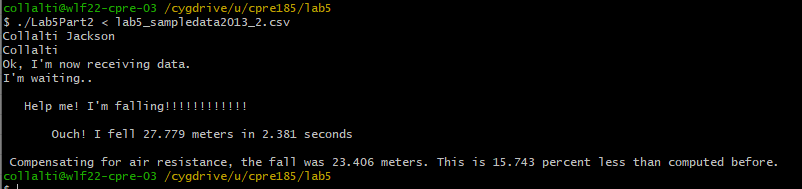 collalti@wlf22-cpre-03 /cygdrive/u/cpre185/lab5
$ ./Lab5Part2 < lab5_sampledata2013_2.csv
Collalti Jackson
Collalti
Ok, I'm now receiving data.
I'm waiting..
Help me! I'm falling!!!!!!!!!!!!
Ouch! I fell 27.779 meters in 2.381 seconds
Compensating for air resistance, the fall was 23.406 meters. This is 15.743 percent less than computed before.
collalti@wlf22-cpre-03 /cygdrive/u/cpre185/lab5
$